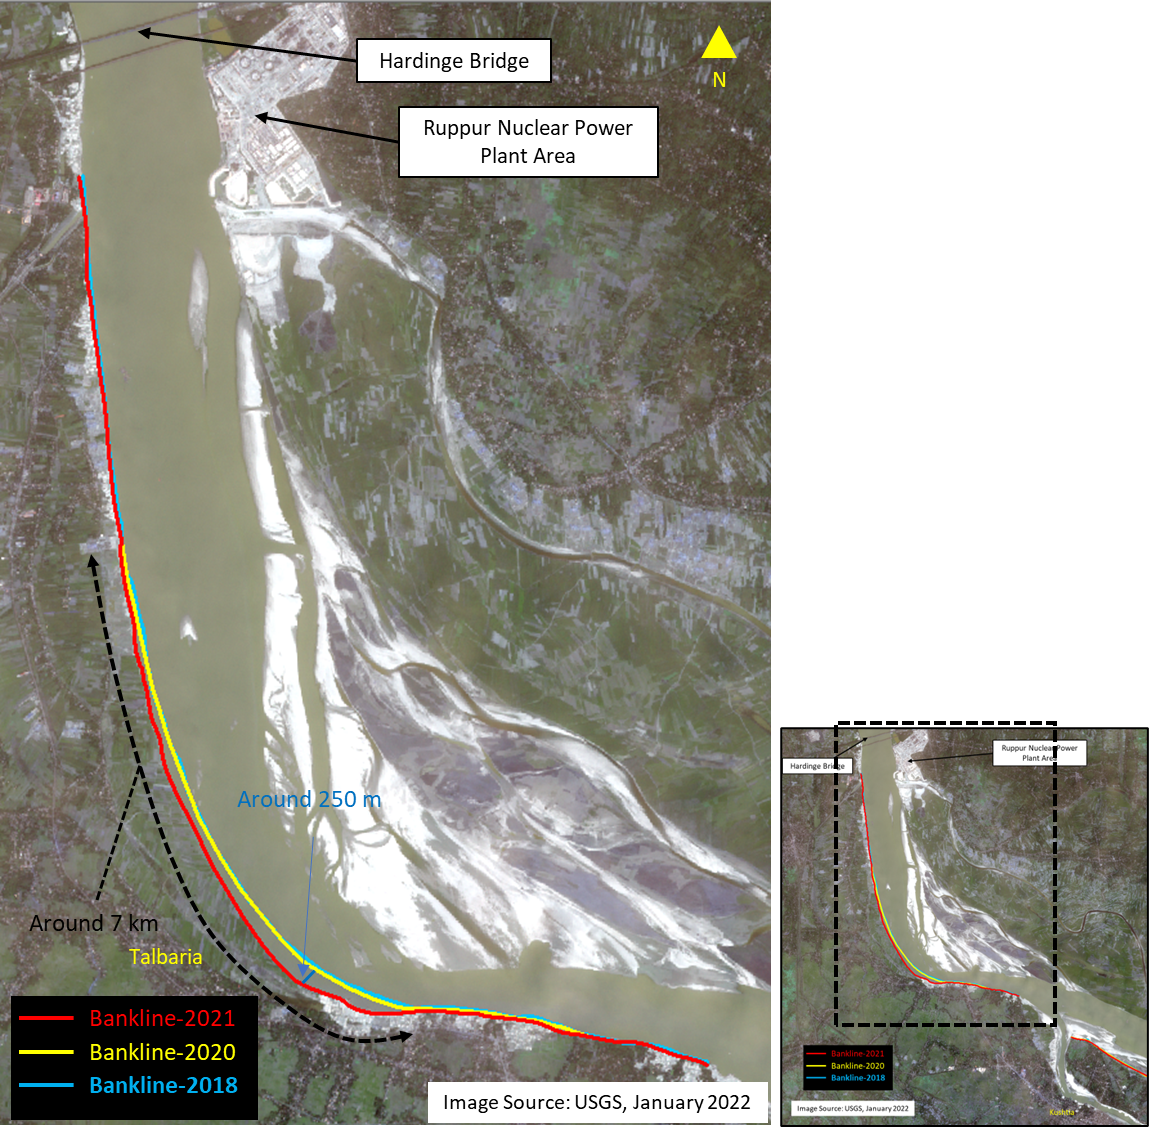 Hardinge Bridge
N
Ruppur Nuclear Power
Plant Area
Around 250 m
Around 7 km
Talbaria
Bankline-2021
Bankline-2020
Bankline-2018
Image Source: USGS, January 2022
Ruppur Nuclear Power
Plant Area
Hardinge Bridge
Bankline-2021
Bankline-2020
Bankline-2018
Image Source: USGS, January 2022
Kushtia